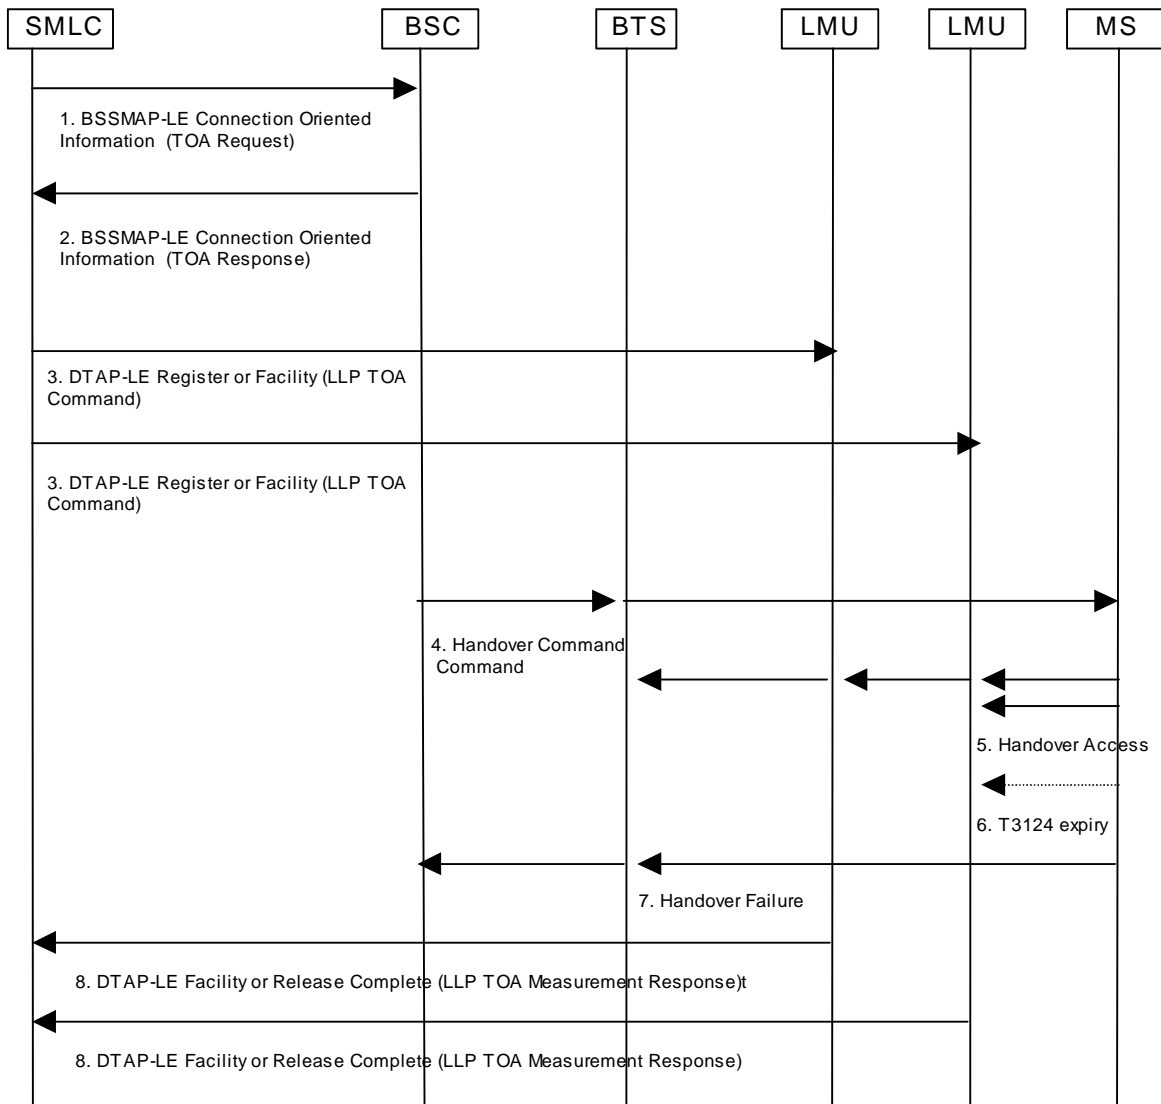 SMLC BSC BTS LMU LMU MS
1. BSSMAP-LE Connection Oriented
Information (TOA Request)
2. BSSMAP-LE Connection Oriented
Information (TOA Response)
3. DTAP-LE Register or Facility (LLP TOA
Command)
3. DTAP-LE Register or Facility (LLP TOA
Command)
4. Handover Command
Command
5. Handover Access
6. T3124 expiry
7. Handover Failure
8. DTAP-LE Facility or Release Complete (LLP TOA Measurement Response)t
8. DTAP-LE Facility or Release Complete (LLP TOA Measurement Response)